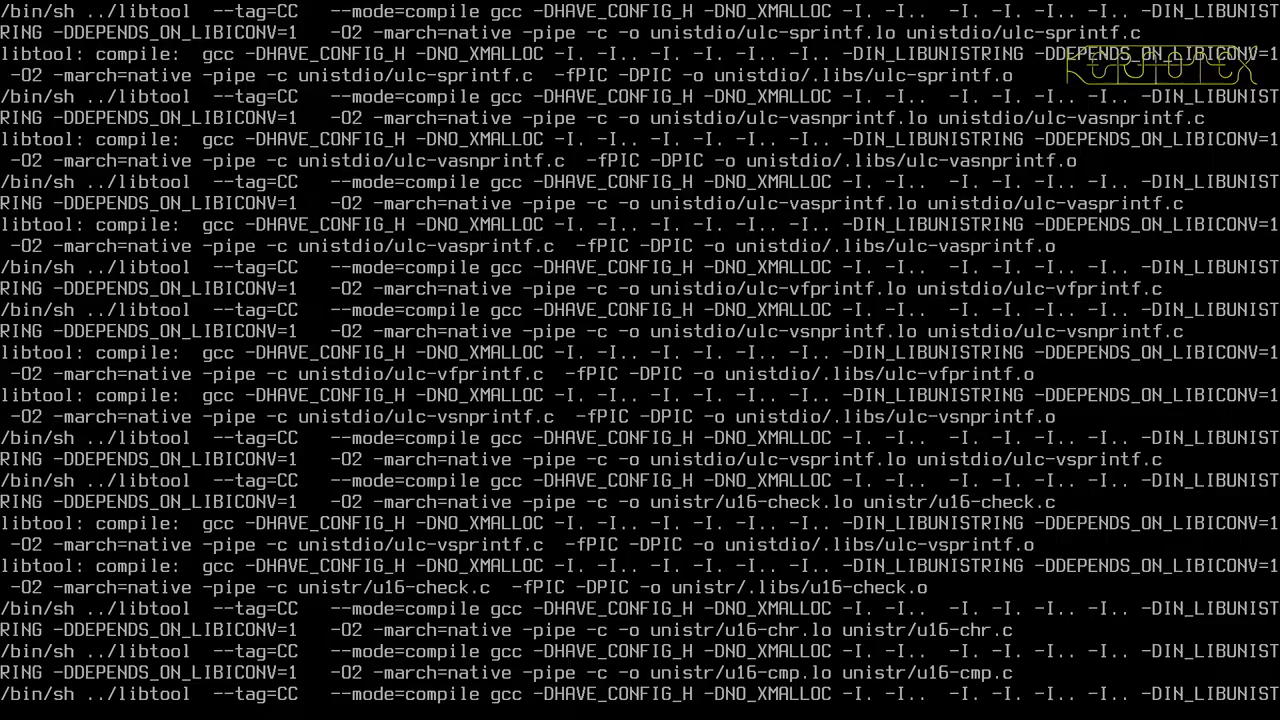 /bin/sh ../libtool  --tag=CC   --mode=compile gcc -DHAVE_CONFIG_H -DNO_XMALLOC -I. -I..  -I. -I.. -I. -I.. -DIN_LIBUNIST
RING -DDEPENDS_ON_LIBICONV=1   -O2 -march=native -pipe -c -o unistdio/ulc-sprintf.lo unistdio/ulc-sprintf.c
libtool: compile:  gcc -DHAVE_CONFIG_H -DNO_XMALLOC -I. -I.. -I. -I.. -I. -I.. -DIN_LIBUNISTRING -DDEPENDS_ON_LIBICONV=1
 -O2 -march=native -pipe -c unistdio/ulc-sprintf.c  -fPIC -DPIC -o unistdio/.libs/ulc-sprintf.o
/bin/sh ../libtool  --tag=CC   --mode=compile gcc -DHAVE_CONFIG_H -DNO_XMALLOC -I. -I..  -I. -I.. -I. -I.. -DIN_LIBUNIST
RING -DDEPENDS_ON_LIBICONV=1   -O2 -march=native -pipe -c -o unistdio/ulc-vasnprintf.lo unistdio/ulc-vasnprintf.c
libtool: compile:  gcc -DHAVE_CONFIG_H -DNO_XMALLOC -I. -I.. -I. -I.. -I. -I.. -DIN_LIBUNISTRING -DDEPENDS_ON_LIBICONV=1
 -O2 -march=native -pipe -c unistdio/ulc-vasnprintf.c  -fPIC -DPIC -o unistdio/.libs/ulc-vasnprintf.o
/bin/sh ../libtool  --tag=CC   --mode=compile gcc -DHAVE_CONFIG_H -DNO_XMALLOC -I. -I..  -I. -I.. -I. -I.. -DIN_LIBUNIST
RING -DDEPENDS_ON_LIBICONV=1   -O2 -march=native -pipe -c -o unistdio/ulc-vasprintf.lo unistdio/ulc-vasprintf.c
libtool: compile:  gcc -DHAVE_CONFIG_H -DNO_XMALLOC -I. -I.. -I. -I.. -I. -I.. -DIN_LIBUNISTRING -DDEPENDS_ON_LIBICONV=1
 -O2 -march=native -pipe -c unistdio/ulc-vasprintf.c  -fPIC -DPIC -o unistdio/.libs/ulc-vasprintf.o
/bin/sh ../libtool  --tag=CC   --mode=compile gcc -DHAVE_CONFIG_H -DNO_XMALLOC -I. -I..  -I. -I.. -I. -I.. -DIN_LIBUNIST
RING -DDEPENDS_ON_LIBICONV=1   -O2 -march=native -pipe -c -o unistdio/ulc-vfprintf.lo unistdio/ulc-vfprintf.c
/bin/sh ../libtool  --tag=CC   --mode=compile gcc -DHAVE_CONFIG_H -DNO_XMALLOC -I. -I..  -I. -I.. -I. -I.. -DIN_LIBUNIST
RING -DDEPENDS_ON_LIBICONV=1   -O2 -march=native -pipe -c -o unistdio/ulc-vsnprintf.lo unistdio/ulc-vsnprintf.c
libtool: compile:  gcc -DHAVE_CONFIG_H -DNO_XMALLOC -I. -I.. -I. -I.. -I. -I.. -DIN_LIBUNISTRING -DDEPENDS_ON_LIBICONV=1
 -O2 -march=native -pipe -c unistdio/ulc-vfprintf.c  -fPIC -DPIC -o unistdio/.libs/ulc-vfprintf.o
libtool: compile:  gcc -DHAVE_CONFIG_H -DNO_XMALLOC -I. -I.. -I. -I.. -I. -I.. -DIN_LIBUNISTRING -DDEPENDS_ON_LIBICONV=1
 -O2 -march=native -pipe -c unistdio/ulc-vsnprintf.c  -fPIC -DPIC -o unistdio/.libs/ulc-vsnprintf.o
/bin/sh ../libtool  --tag=CC   --mode=compile gcc -DHAVE_CONFIG_H -DNO_XMALLOC -I. -I..  -I. -I.. -I. -I.. -DIN_LIBUNIST
RING -DDEPENDS_ON_LIBICONV=1   -O2 -march=native -pipe -c -o unistdio/ulc-vsprintf.lo unistdio/ulc-vsprintf.c
/bin/sh ../libtool  --tag=CC   --mode=compile gcc -DHAVE_CONFIG_H -DNO_XMALLOC -I. -I..  -I. -I.. -I. -I.. -DIN_LIBUNIST
RING -DDEPENDS_ON_LIBICONV=1   -O2 -march=native -pipe -c -o unistr/u16-check.lo unistr/u16-check.c
libtool: compile:  gcc -DHAVE_CONFIG_H -DNO_XMALLOC -I. -I.. -I. -I.. -I. -I.. -DIN_LIBUNISTRING -DDEPENDS_ON_LIBICONV=1
 -O2 -march=native -pipe -c unistdio/ulc-vsprintf.c  -fPIC -DPIC -o unistdio/.libs/ulc-vsprintf.o
libtool: compile:  gcc -DHAVE_CONFIG_H -DNO_XMALLOC -I. -I.. -I. -I.. -I. -I.. -DIN_LIBUNISTRING -DDEPENDS_ON_LIBICONV=1
 -O2 -march=native -pipe -c unistr/u16-check.c  -fPIC -DPIC -o unistr/.libs/u16-check.o
/bin/sh ../libtool  --tag=CC   --mode=compile gcc -DHAVE_CONFIG_H -DNO_XMALLOC -I. -I..  -I. -I.. -I. -I.. -DIN_LIBUNIST
RING -DDEPENDS_ON_LIBICONV=1   -O2 -march=native -pipe -c -o unistr/u16-chr.lo unistr/u16-chr.c
/bin/sh ../libtool  --tag=CC   --mode=compile gcc -DHAVE_CONFIG_H -DNO_XMALLOC -I. -I..  -I. -I.. -I. -I.. -DIN_LIBUNIST
RING -DDEPENDS_ON_LIBICONV=1   -O2 -march=native -pipe -c -o unistr/u16-cmp.lo unistr/u16-cmp.c
/bin/sh ../libtool  --tag=CC   --mode=compile gcc -DHAVE_CONFIG_H -DNO_XMALLOC -I. -I..  -I. -I.. -I. -I.. -DIN_LIBUNIST